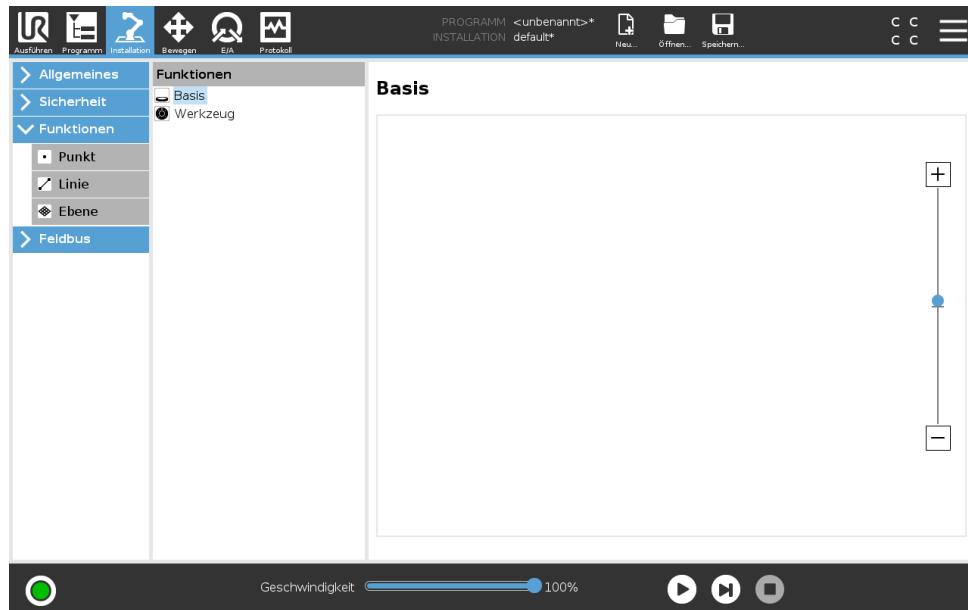 PROGRAMM <unbenannt>*
INSTALLATION default*
Ausführen Programm Installation Bewegen E/A Protokoll
Neu... Öffnen... Speichern...
C C
C C
Allgemeines
Sicherheit
Funktionen
Punkt
Linie
Ebene
Feldbus
Funktionen
Basis
Werkzeug
Basis
Geschwindigkeit 100%